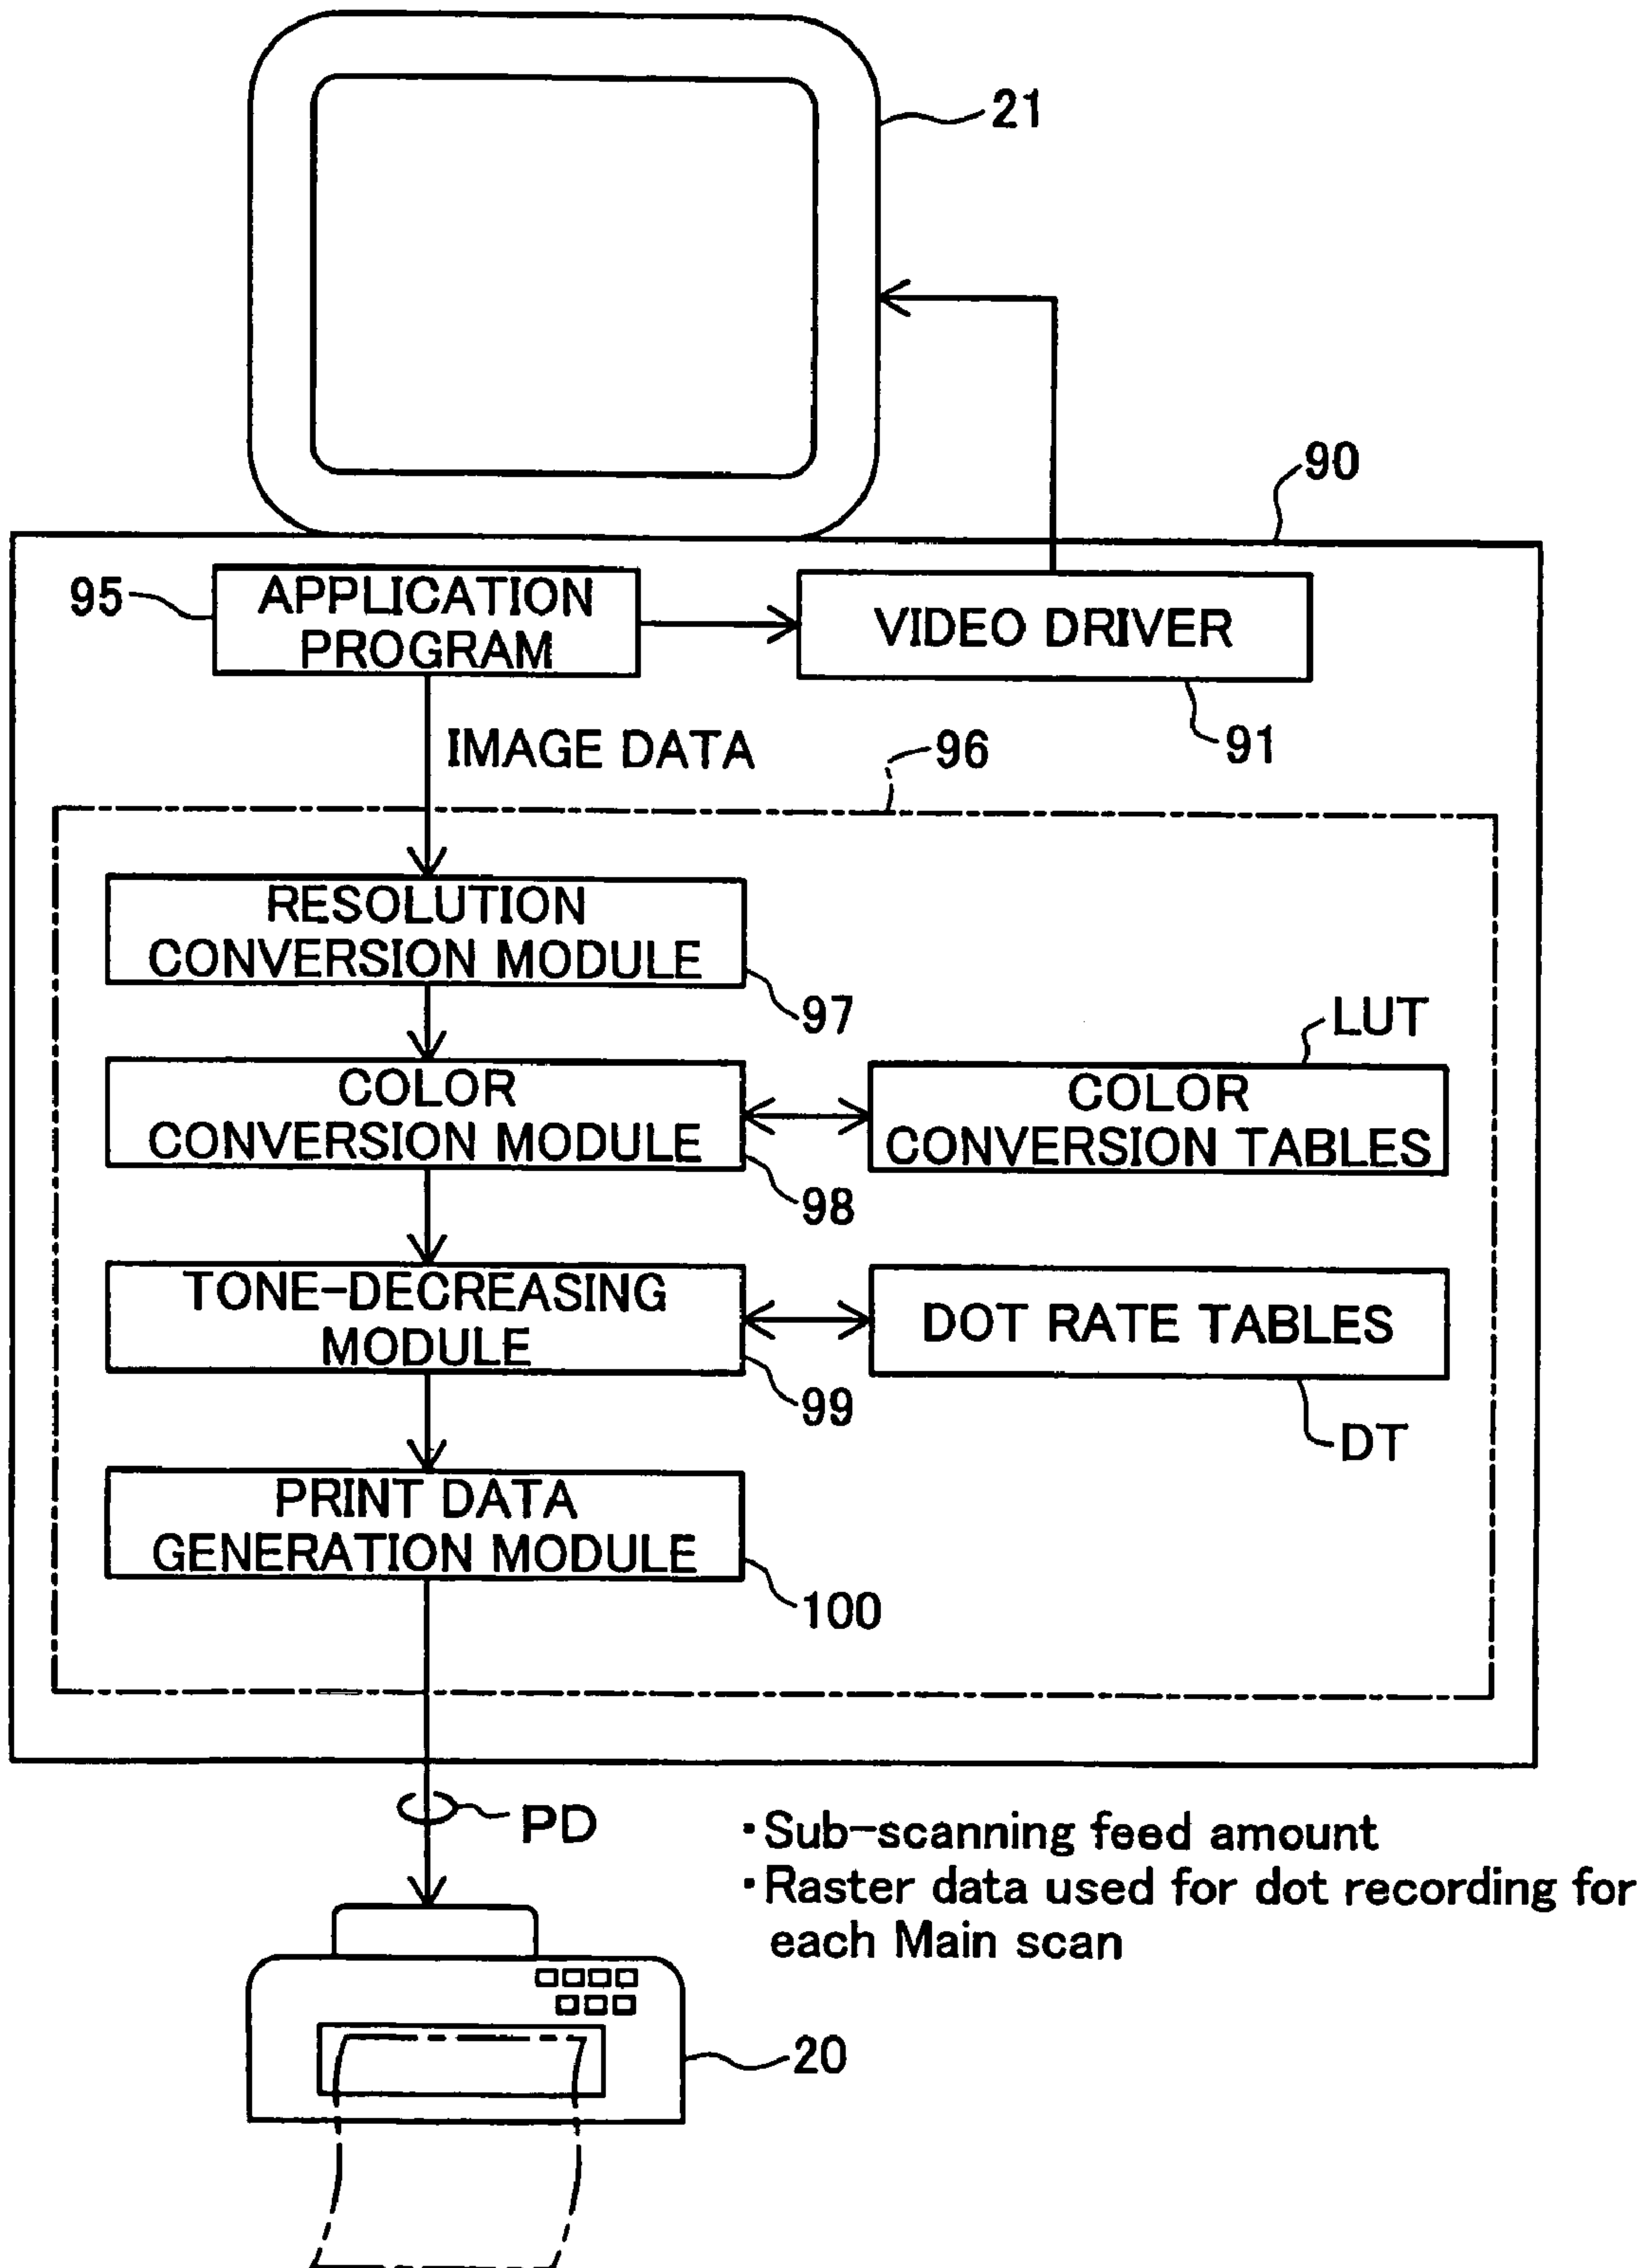 21
90
95
APPLICATION
PROGRAM
VIDEO DRIVER
91
IMAGE DATA
96
RESOLUTION
CONVERSION MODULE
97
LUT
COLOR
CONVERSION MODULE
98
COLOR
CONVERSION TABLES
TONE-DECREASING
MODULE
99
DOT RATE TABLES
DT
PRINT DATA
GENERATION MODULE
100
PD
・Sub-scanning feed amount
・Raster data used for dot recording for
each Main scan
20